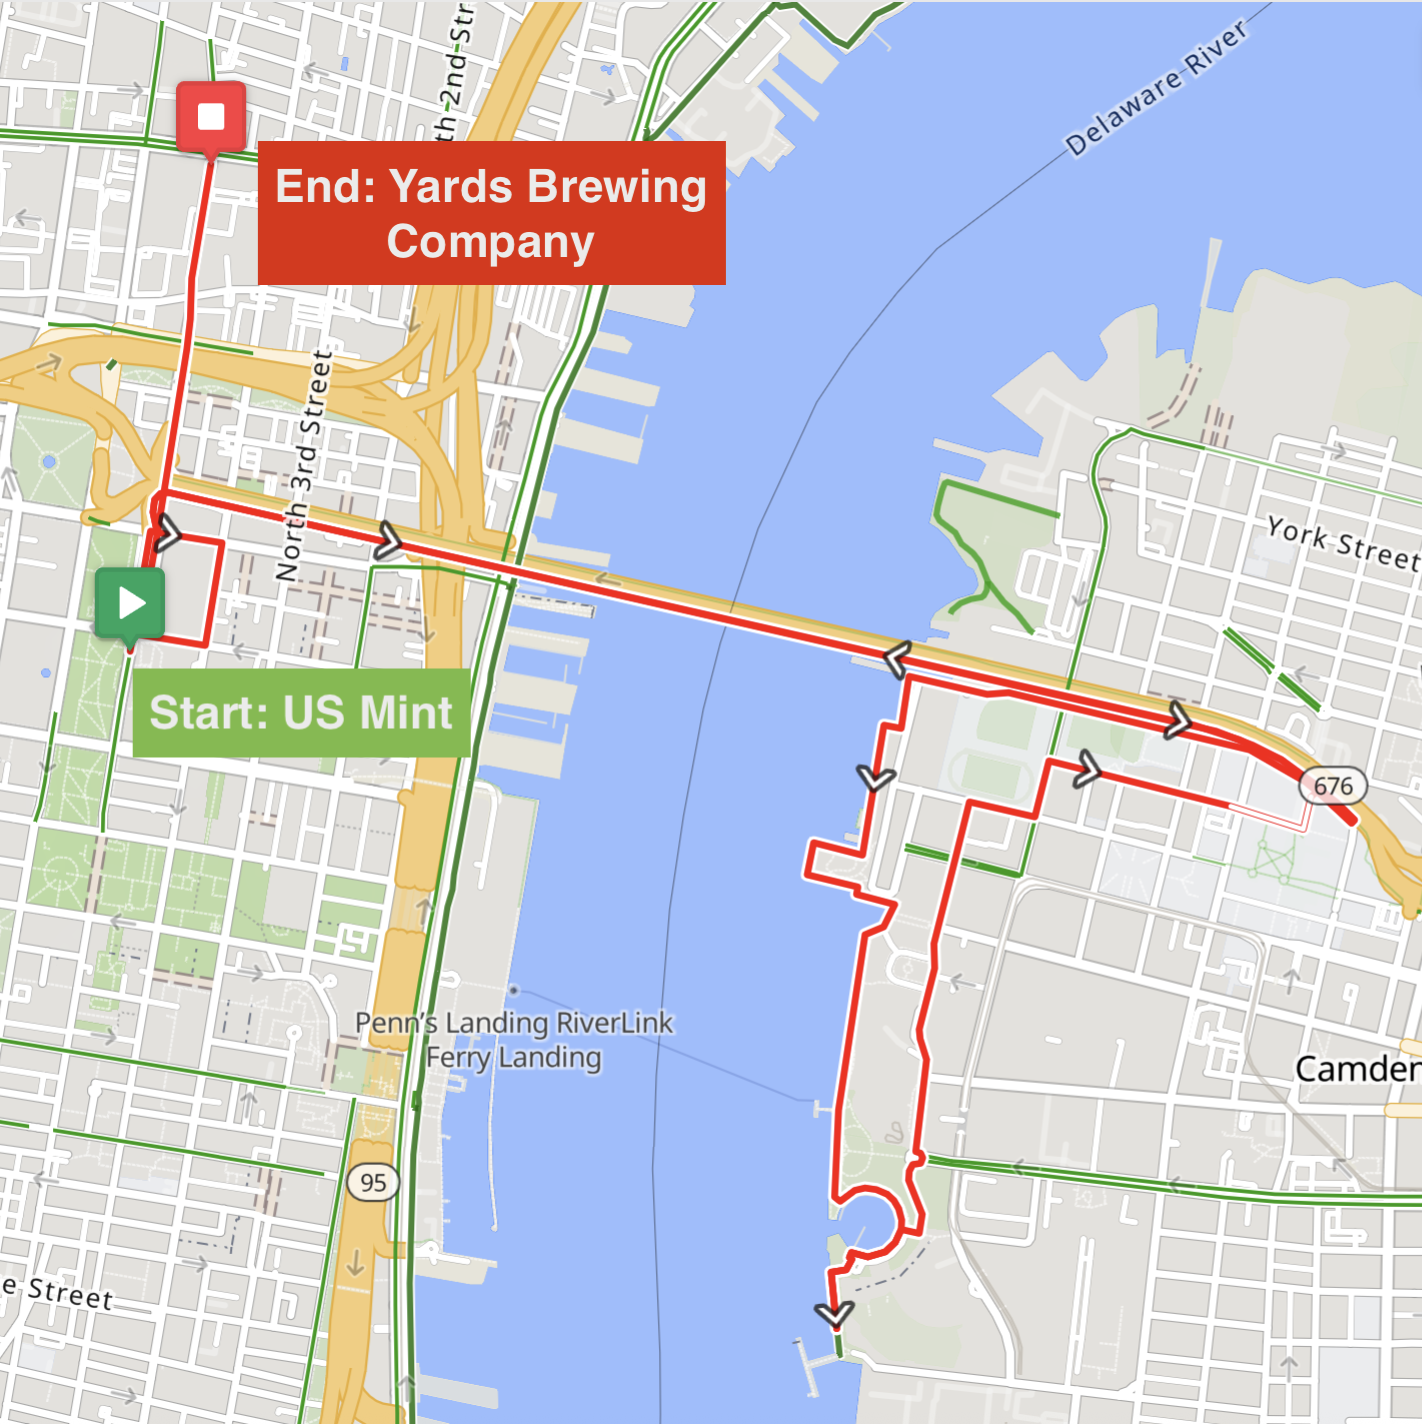 th 2nd Str
Delaware River
End: Yards Brewing
Company
North 3rd Street
York Street
Start: US Mint
676
Penn's Landing RiverLink
Ferry Landing
Camden
95
e Street